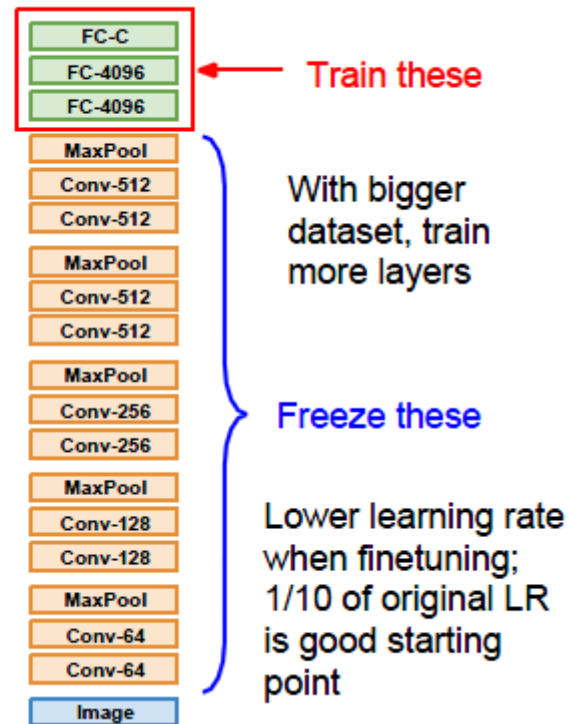 FC-C
FC-4096
FC-4096
MaxPool
Conv-512
Conv-512
MaxPool
Conv-512
Conv-512
MaxPool
Conv-256
Conv-256
MaxPool
Conv-128
Conv-128
MaxPool
Conv-64
Conv-64
Image
Train these
With bigger
dataset, train
more layers
Freeze these
Lower learning rate
when finetuning;
1/10 of original LR
is good starting
point